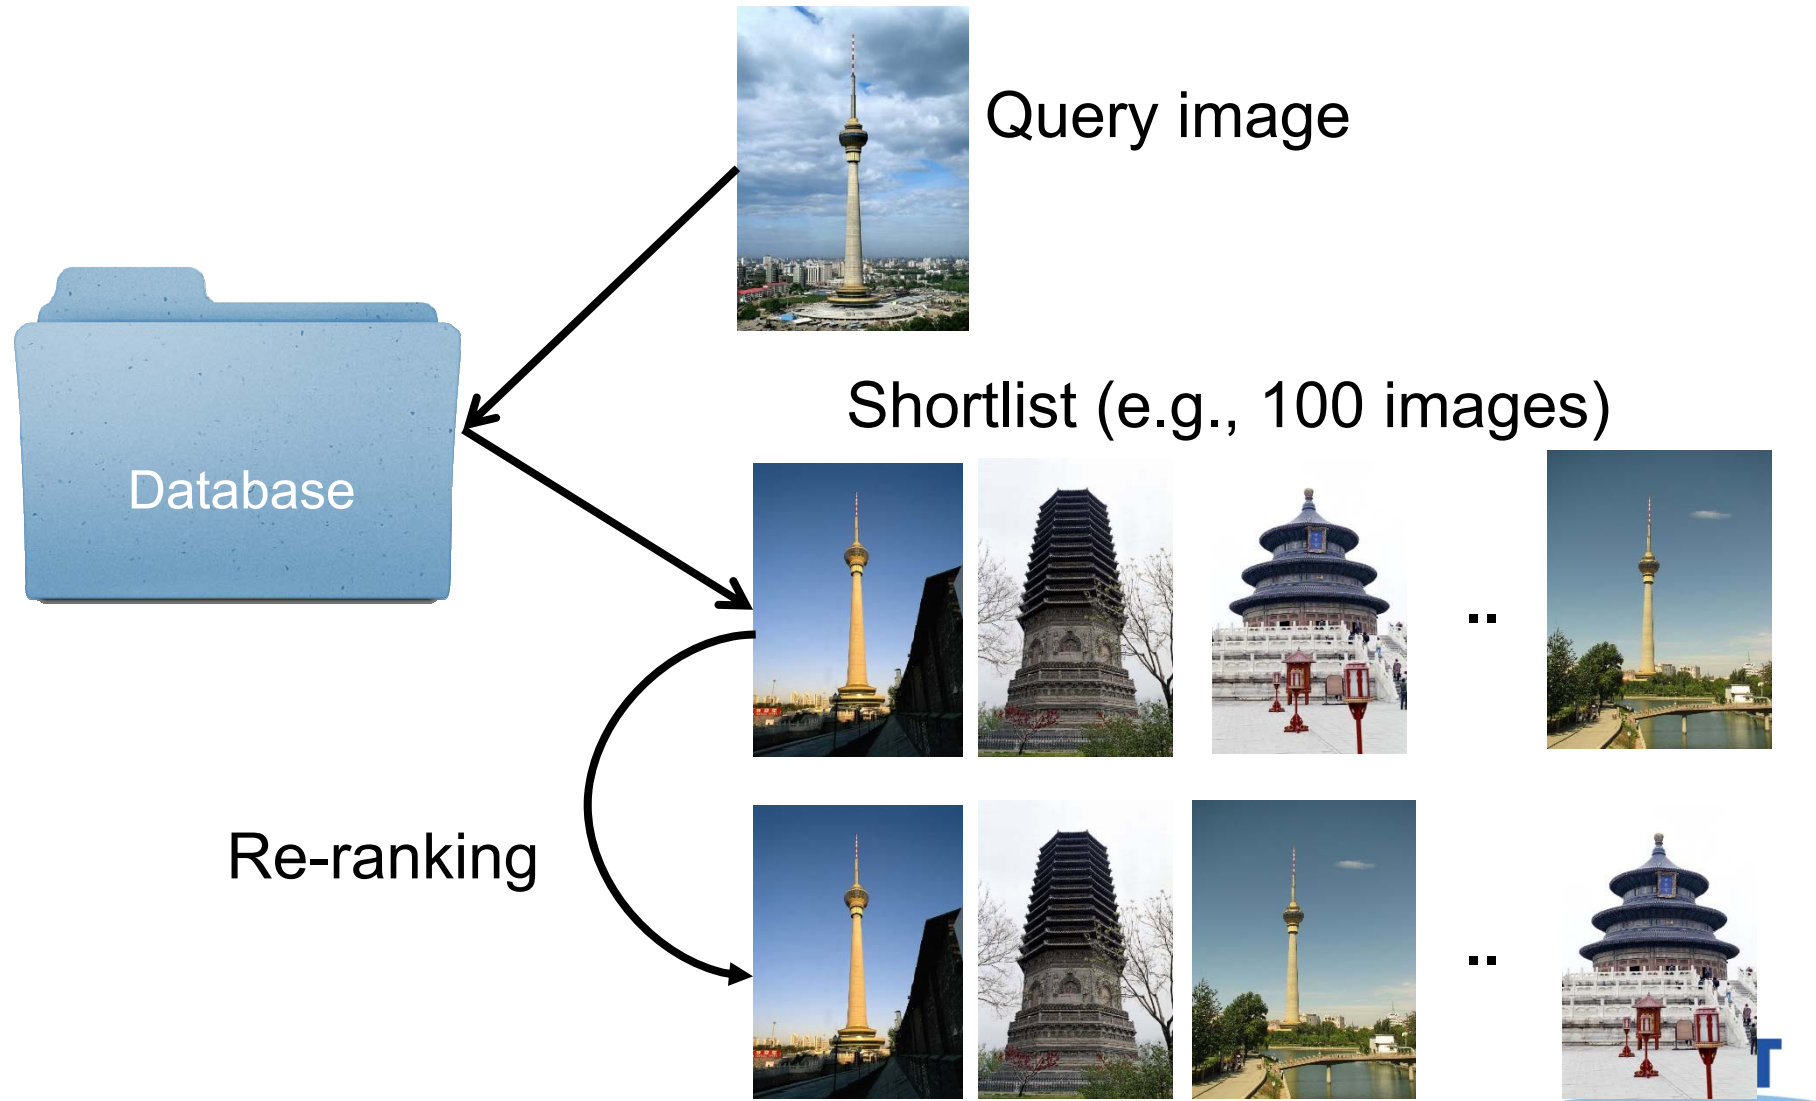 Query image
Shortlist (e.g., 100 images)
Database
..
Re-ranking
..
T